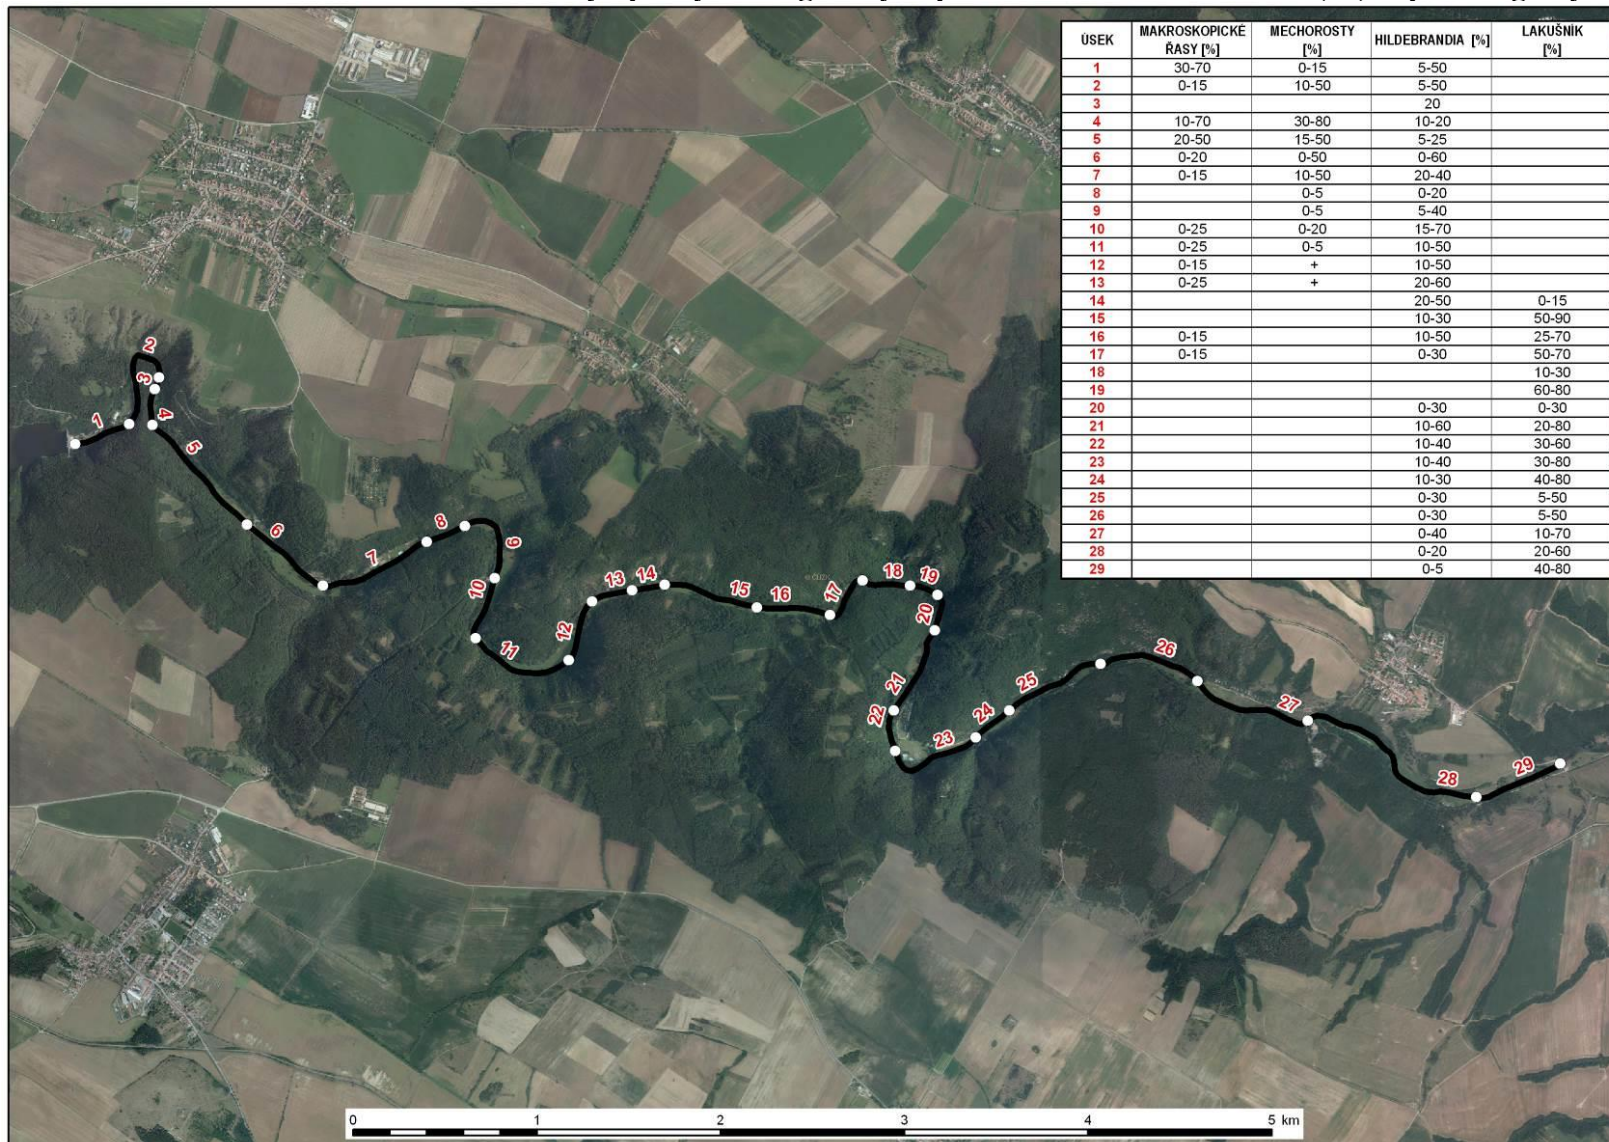 ÚSEK MAKROSKOPICKÉ ŘASY [%] MECHOROSTY [%] HILDEBRANDIA [%] LAKUŠNÍK [%]
1 30-70 0-15 5-50
2 0-15 10-50 5-50
3 20
4 10-70 30-80 10-20
5 20-50 15-50 5-25
6 0-20 0-50 0-60
7 0-15 10-50 20-40
8 0-5 0-20
9 0-5 5-40
10 0-25 0-20 15-70
11 0-25 0-5 10-50
12 0-15 + 10-50
13 0-25 + 20-60
14 20-50 0-15
15 10-30 50-90
16 0-15 10-50 25-70
17 0-15 0-30 50-70
18 10-30
19 60-80
20 0-30 0-30
21 10-60 20-80
22 10-40 30-60
23 10-40 30-80
24 10-30 40-80
25 0-30 5-50
26 0-30 5-50
27 0-40 10-70
28 0-20 20-60
29 0-5 40-80
1
2
3
4
5
6
7
8
9
10
11
12
13
14
15
16
17
18
19
20
21
22
23
24
25
26
27
28
29
0 1 2 3 4 5 km